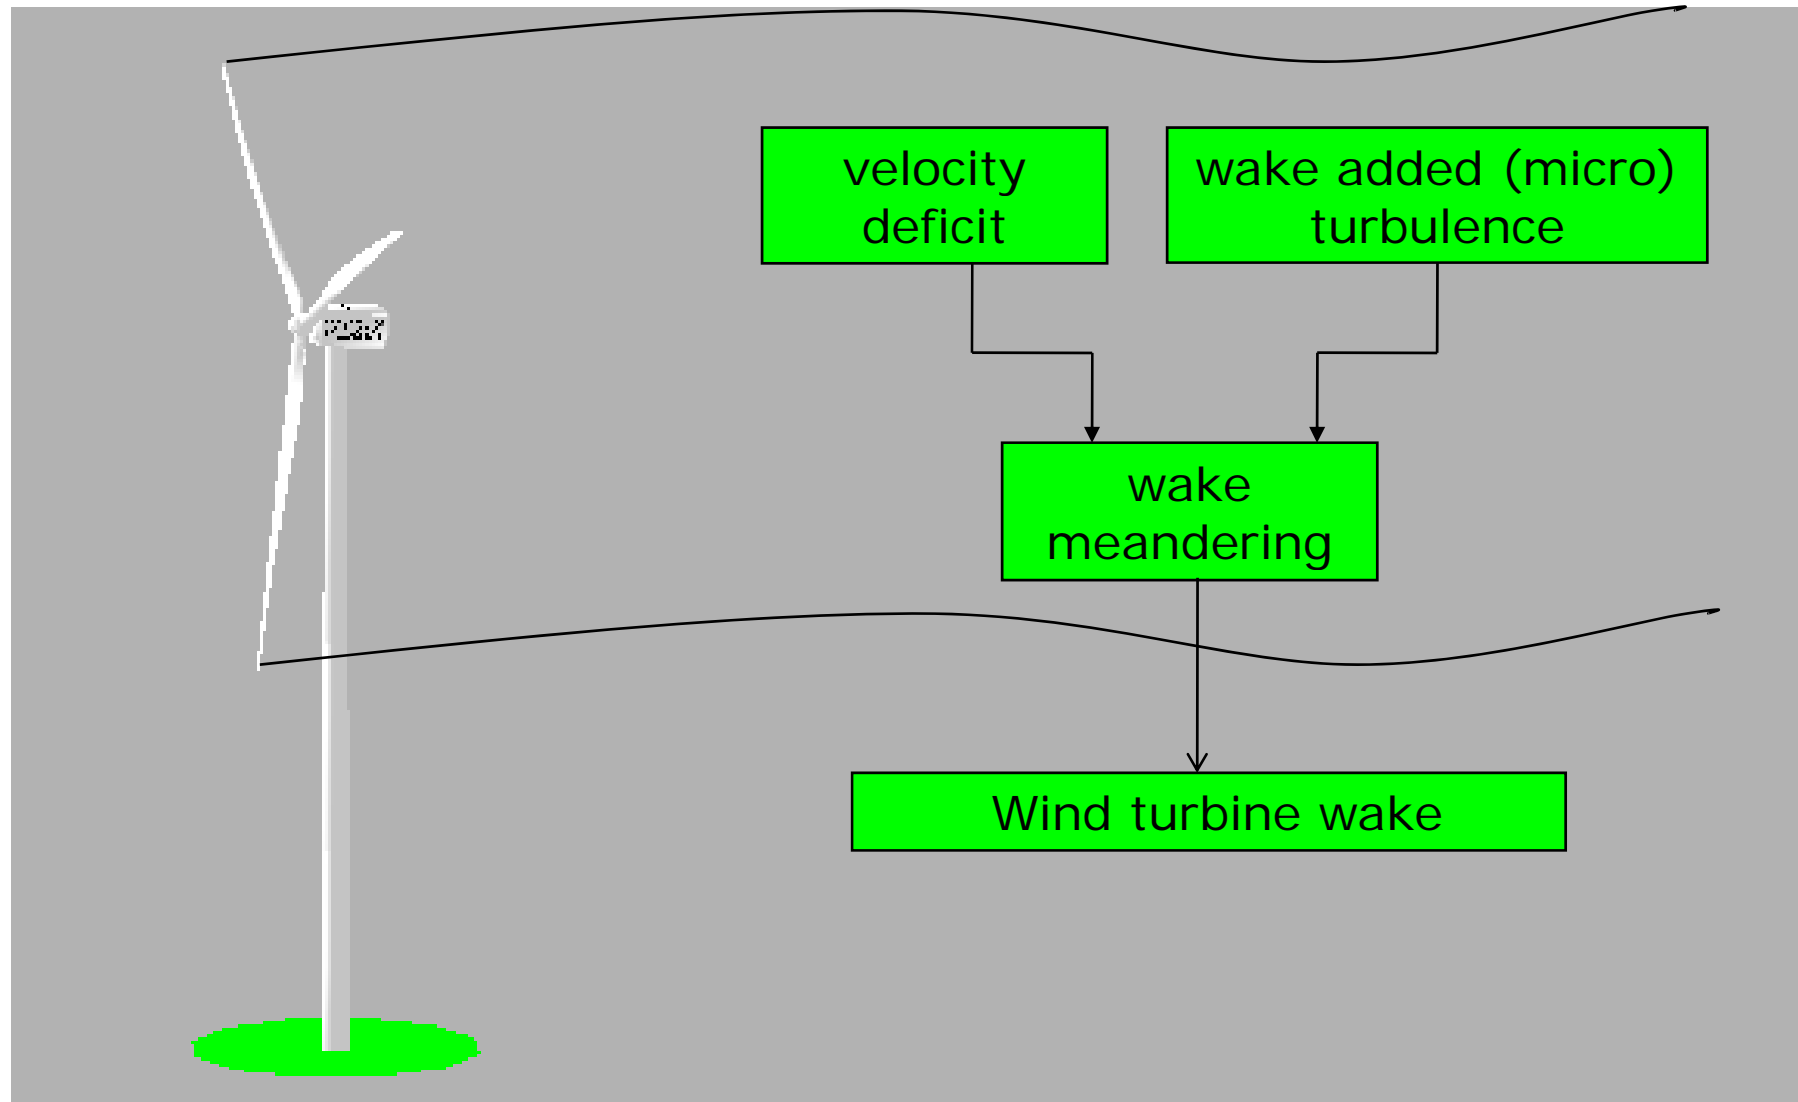 velocity
deficit
wake added (micro)
turbulence
wake
meandering
Wind turbine wake